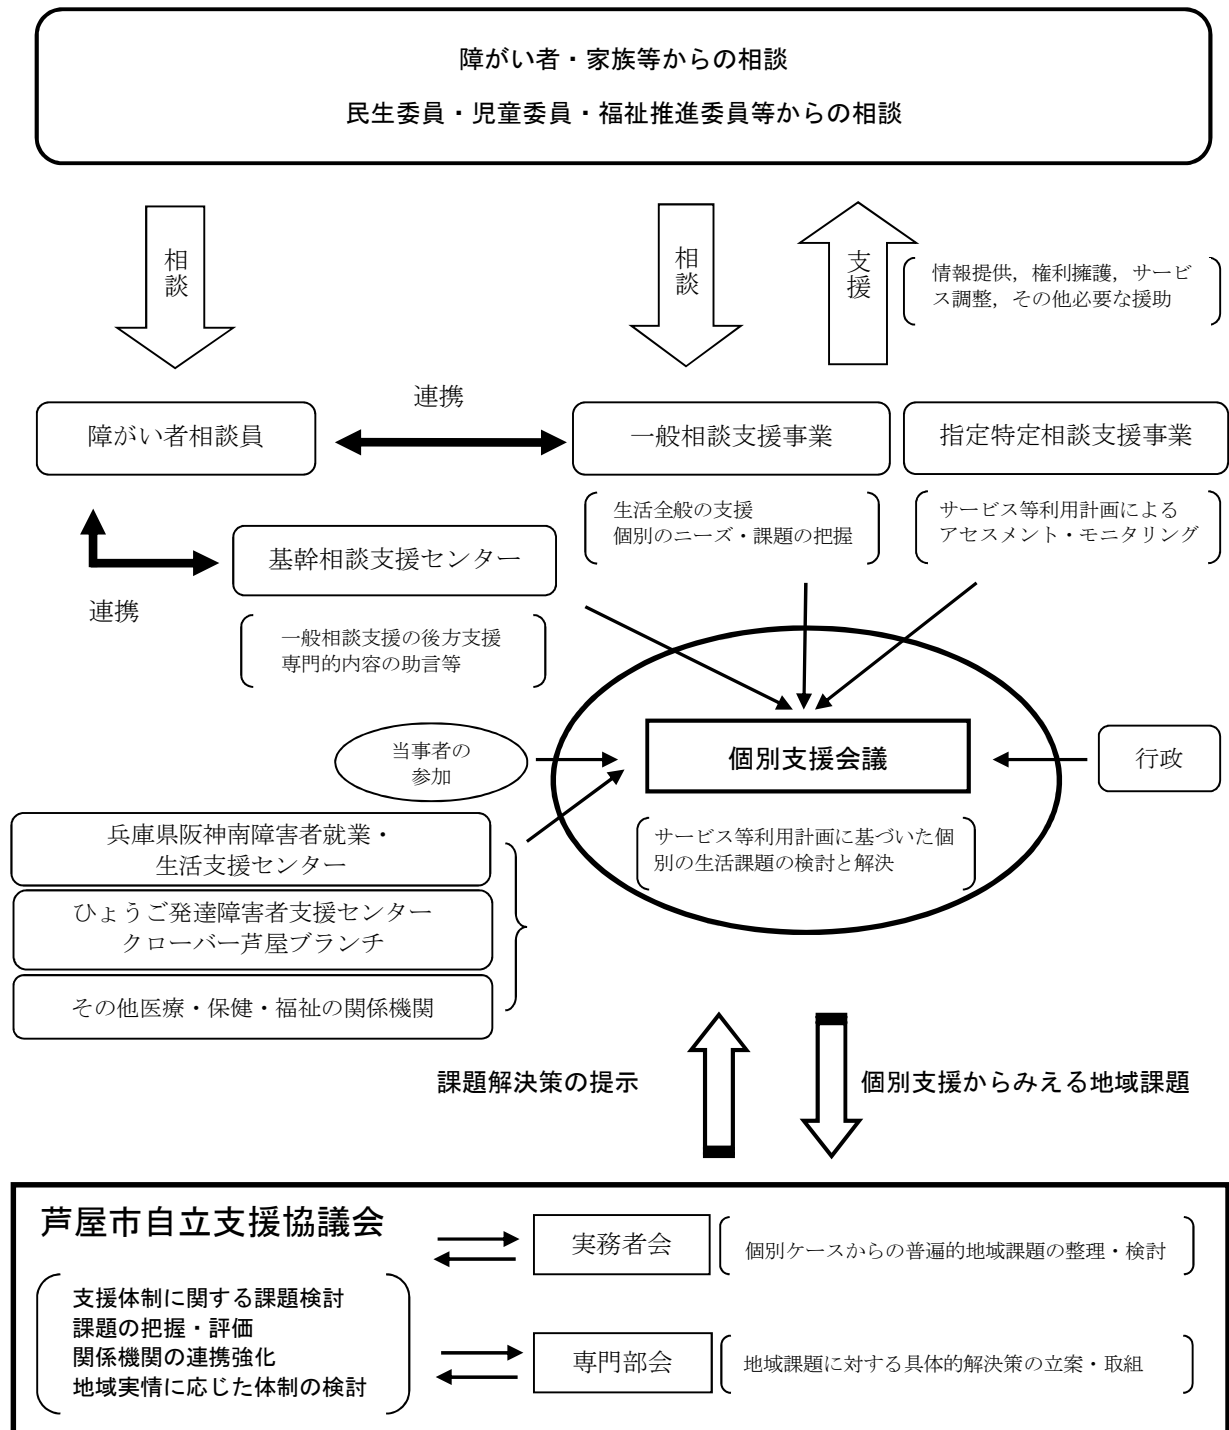 障がい者・家族等からの相談
民生委員・児童委員・福祉推進委員等からの相談
相談
相談
支援
情報提供，権利擁護，サービ
ス調整，その他必要な援助
連携
障がい者相談員
一般相談支援事業
指定特定相談支援事業
生活全般の支援
個別のニーズ・課題の把握
サービス等利用計画による
アセスメント・モニタリング
基幹相談支援センター
連携
一般相談支援の後方支援
専門的内容の助言等
当事者の
参加
個別支援会議
行政
サービス等利用計画に基づいた個
別の生活課題の検討と解決
兵庫県阪神南障害者就業・
生活支援センター
ひょうご発達障害者支援センター
クローバー芦屋ブランチ
その他医療・保健・福祉の関係機関
課題解決策の提示
個別支援からみえる地域課題
芦屋市自立支援協議会
実務者会
個別ケースからの普遍的地域課題の整理・検討
支援体制に関する課題検討
課題の把握・評価
関係機関の連携強化
地域実情に応じた体制の検討
専門部会
地域課題に対する具体的解決策の立案・取組